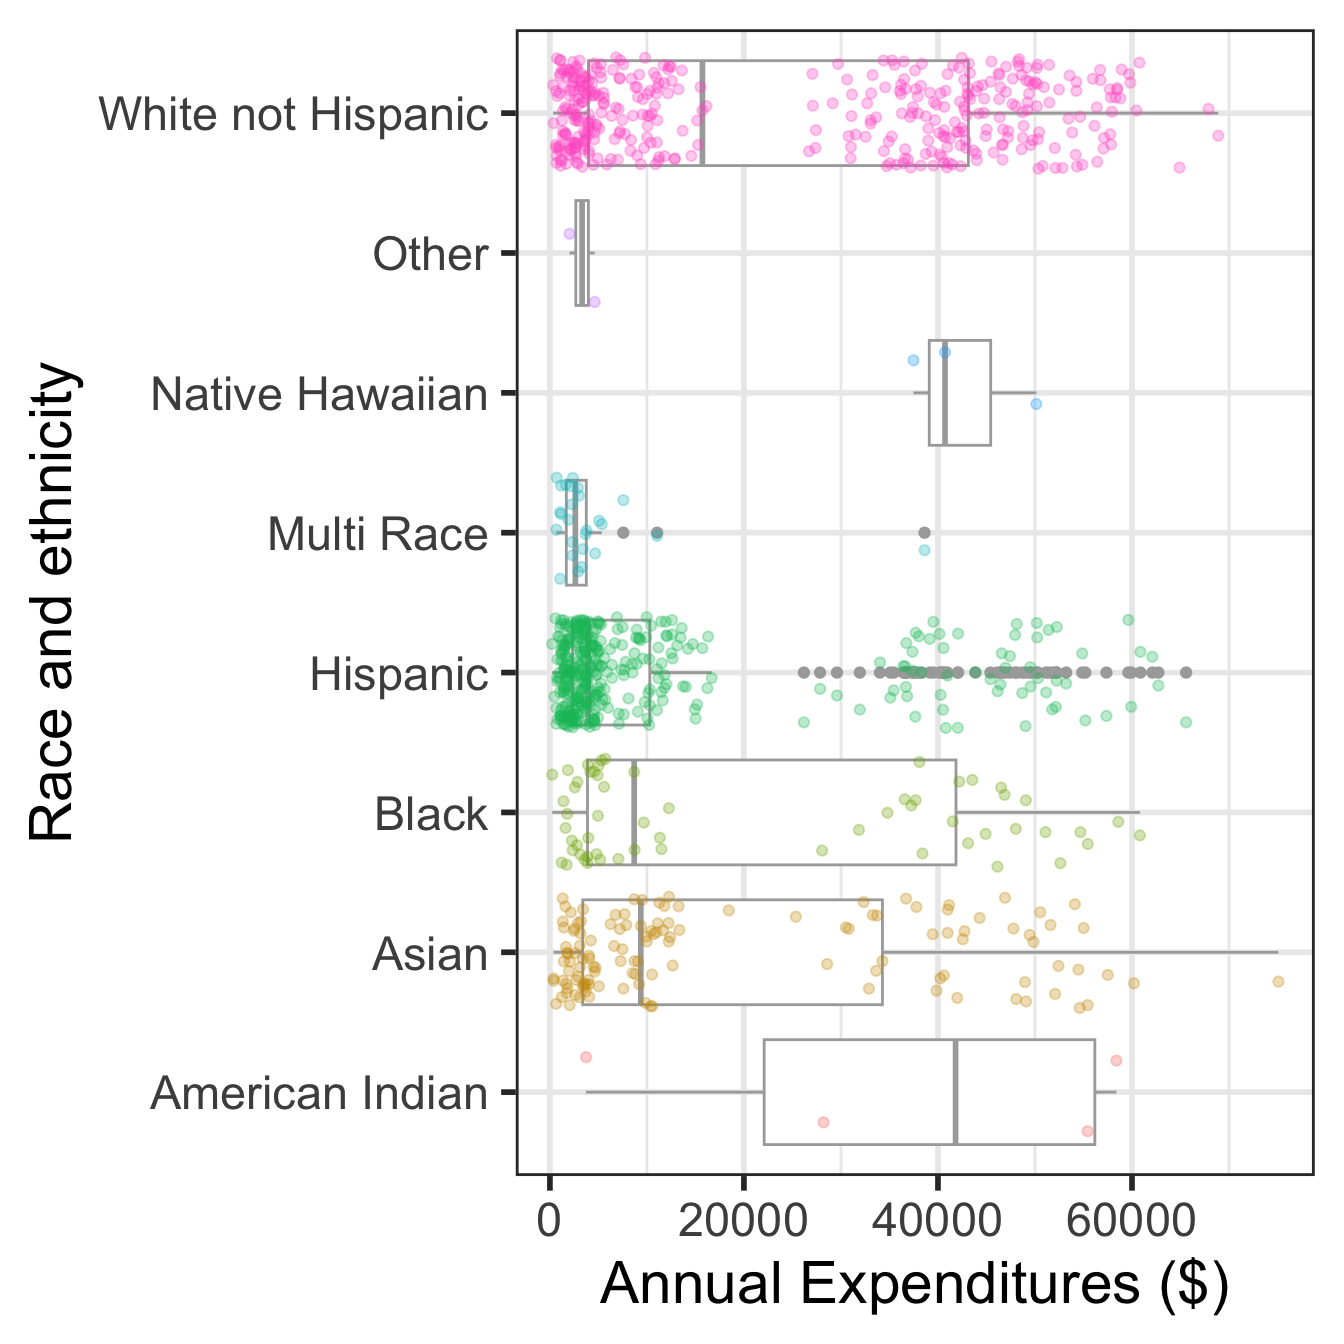 White not Hispanic
Other
Native Hawaiian
Multi Race
Hispanic
Black
Asian
American Indian
Race and ethnicity
0 20000 40000 60000
Annual Expenditures ($)